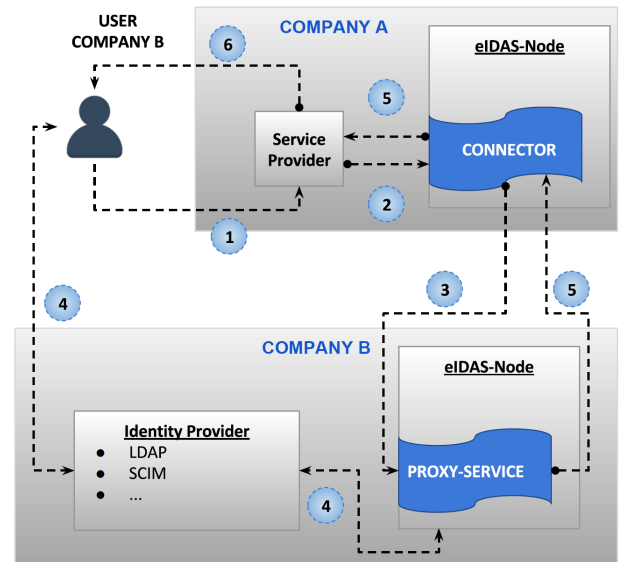 USER
COMPANY B
COMPANY A
6
eIDAS-Node
5
Service
Provider
CONNECTOR
2
1
4
3
5
COMPANY B
eIDAS-Node
Identity Provider
● LDAP
● SCIM
● ...
PROXY-SERVICE
4